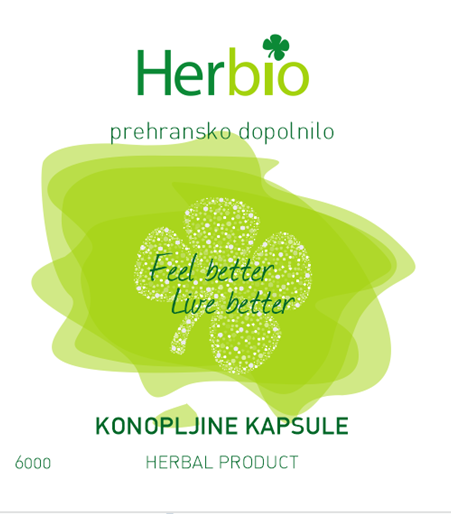 Herbio
prehransko dopolnilo
Feel better
Live better
KONOPLJINE KAPSULE
6000 HERBAL PRODUCT